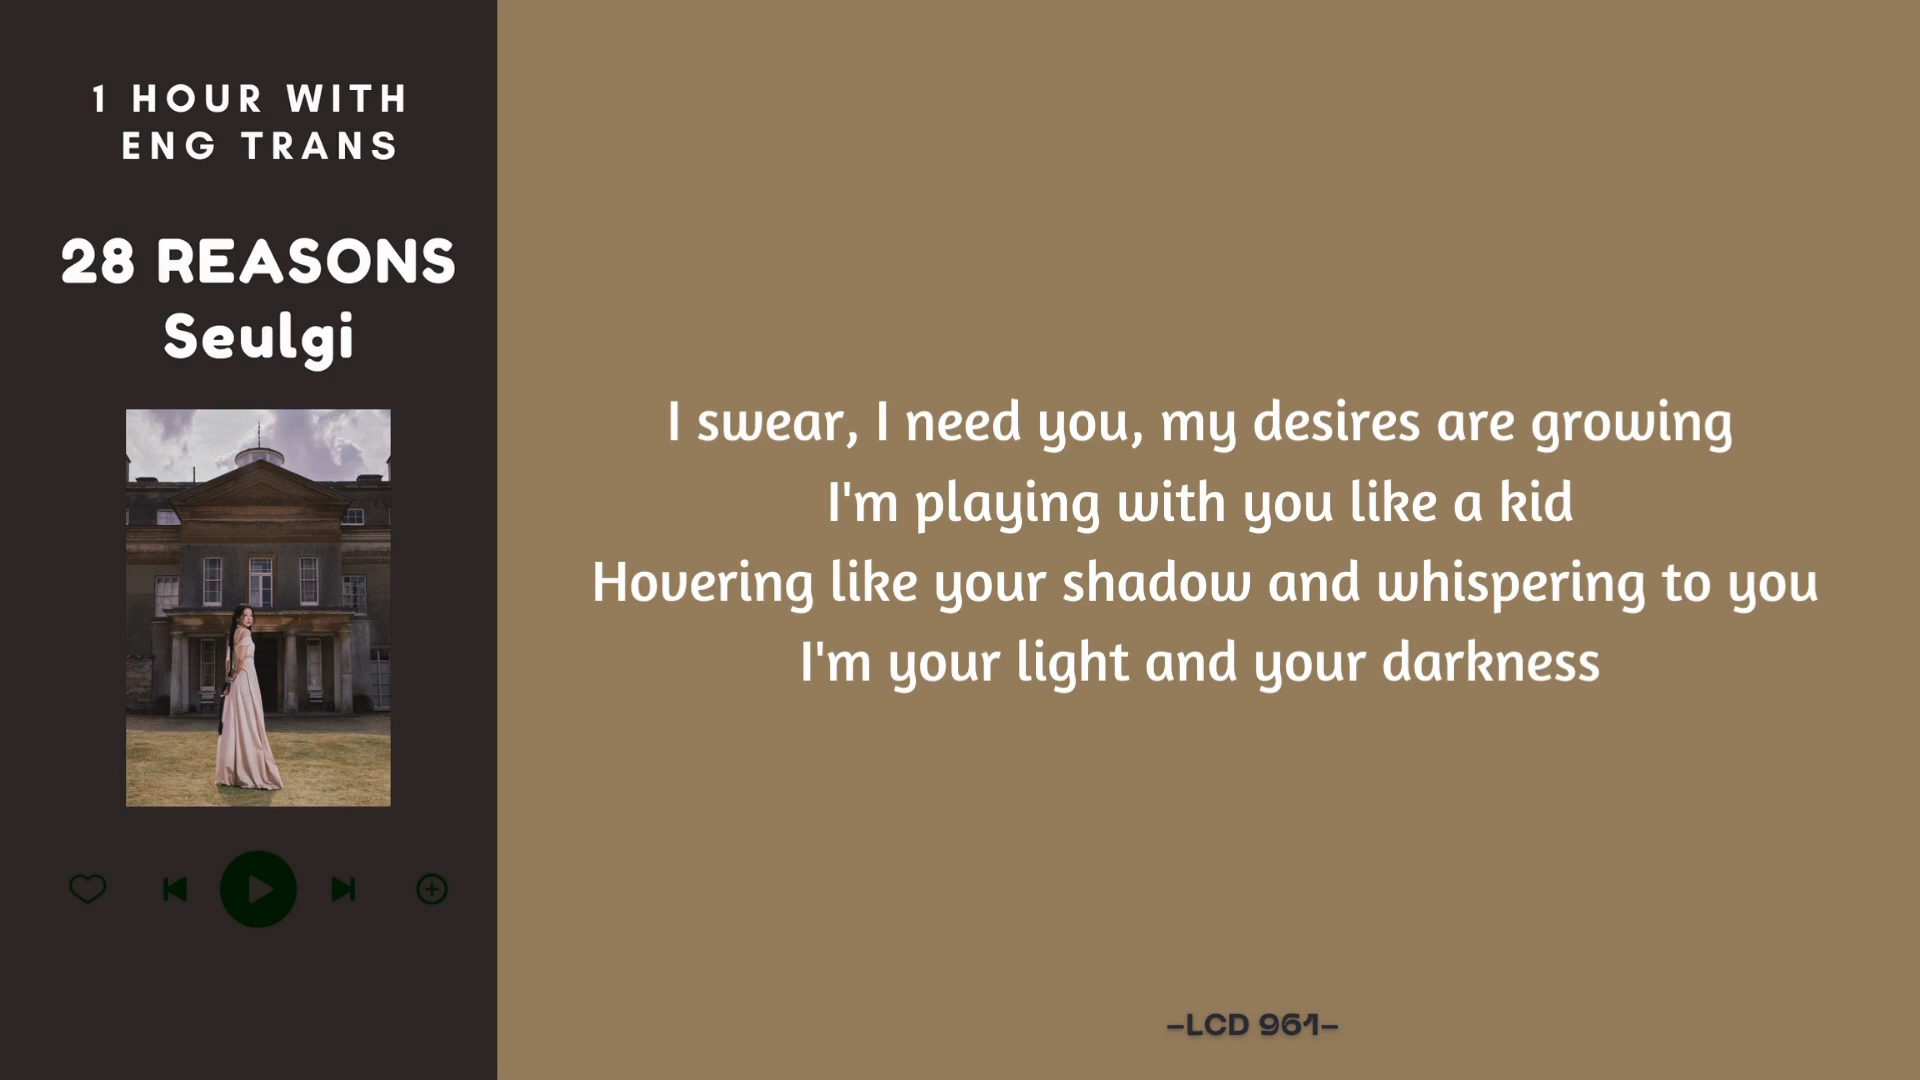 1 HOUR WITH
ENG TRANS
28 REASONS
Seulgi
I swear, I need you, my desires are growing
I'm playing with you like a kid
Hovering like your shadow and whispering to you
I'm your light and your darkness
–LCD 961–